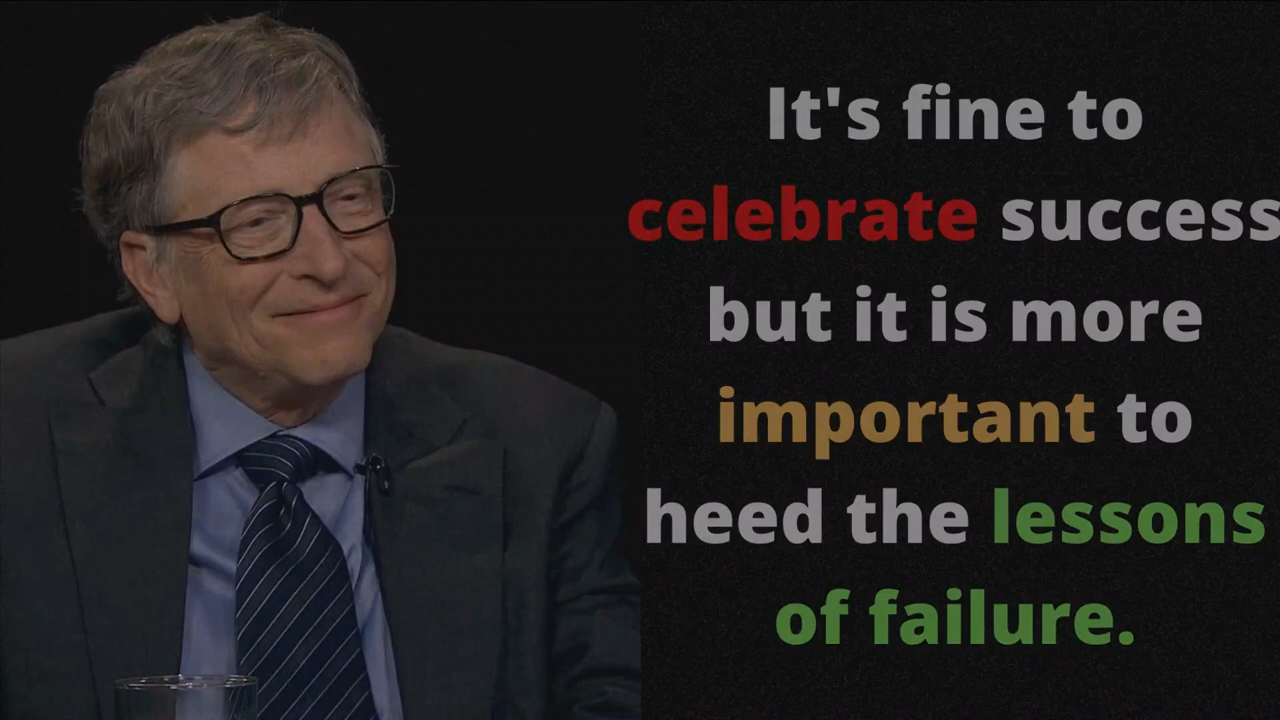 It's fine to
celebrate success
but it is more
important to
heed the lessons
of failure.